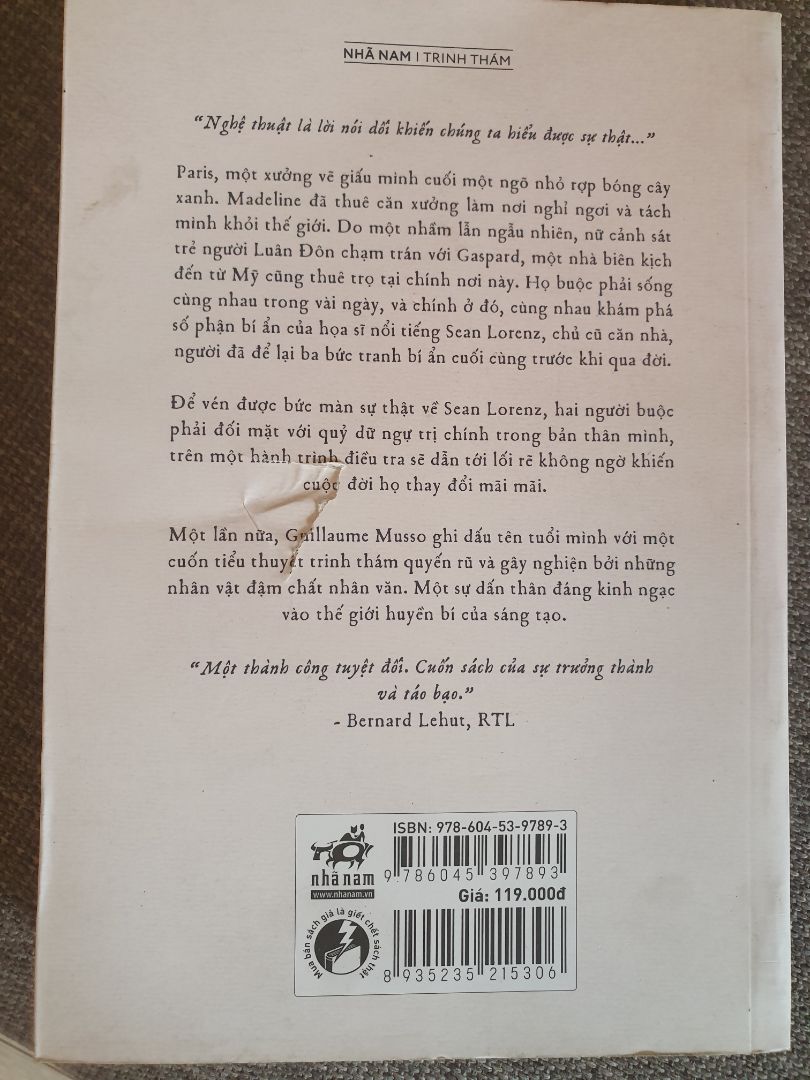 NHÃ NAM | TRINH THÁM
“Nghệ thuật là lời nói dối khiến chúng ta hiểu được sự thật...”
Paris, một xưởng vẽ giấu mình cuối một ngõ nhỏ rợp bóng cây
xanh. Madeline đã thuê căn xưởng làm nơi nghỉ ngơi và tách
mình khỏi thế giới. Do một nhầm lẫn ngẫu nhiên, nữ cảnh sát
trẻ người Luân Đôn chạm trán với Gaspard, một nhà biên kịch
đến từ Mỹ cũng thuê trọ tại chính nơi này. Họ buộc phải sống
cùng nhau trong vài ngày, và chính ở đó, cùng nhau khám phá
số phận bí ẩn của họa sĩ nổi tiếng Sean Lorenz, chủ cũ căn nhà,
người đã để lại ba bức tranh bí ẩn cuối cùng trước khi qua đời.
Để vén được bức màn sự thật về Sean Lorenz, hai người buộc
phải đối mặt với quỷ dữ ngự trị chính trong bản thân mình,
trên một hành trình điều tra sẽ dẫn tới lối rẽ không ngờ khiến
cuộc đời họ thay đổi mãi mãi.
Một lần nữa, Guillaume Musso ghi dấu tên tuổi mình với một
cuốn tiểu thuyết trinh thám quyến rũ và gây nghiện bởi những
nhân vật đậm chất nhân văn. Một sự dấn thân đáng kinh ngạc
vào thế giới huyền bí của sáng tạo.
“Một thành công tuyệt đối. Cuốn sách của sự trưởng thành
và táo bạo.”
- Bernard Lehut, RTL
ISBN: 978-604-53-9789-3
nhã nam
www.nhanam.vn
9 786045 397893
Giá: 119.000đ
Mua bán sách giả là giết chết sách thật
8 935235 215306